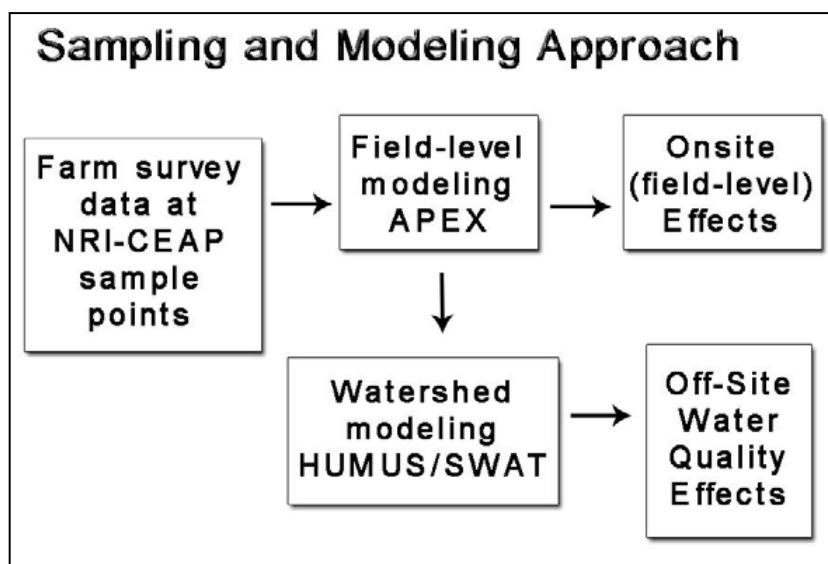 Sampling and Modeling Approach
Farm survey
data at
NRI-CEAP
sample
points
Field-level
modeling
APEX
Onsite
(field-level)
Effects
Watershed
modeling
HUMUS/SWAT
Off-Site
Water
Quality
Effects